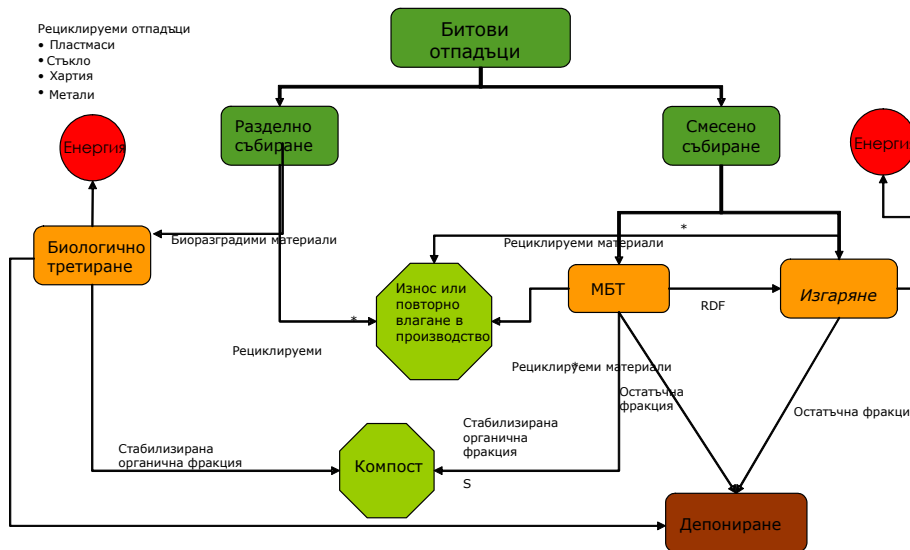 Рециклируеми отпадъци
• Пластмаси
• Стъкло
• Хартия
• Метали
Битови
отпадъци
Разделно
събиране
Смесено
събиране
Енергия
Енергия
Биологично
третиране
Биоразградими материали
*
Рециклируеми материали
Износ или
повторно
влагане в
производство
МБТ
Изгаряне
RDF
*
Рециклируеми
Рециклируеми материали
*
Остатъчна
фракция
Остатъчна фракци
Стабилизирана
органична фракция
Компост
Стабилизирана
органична
фракция
S
Депониране